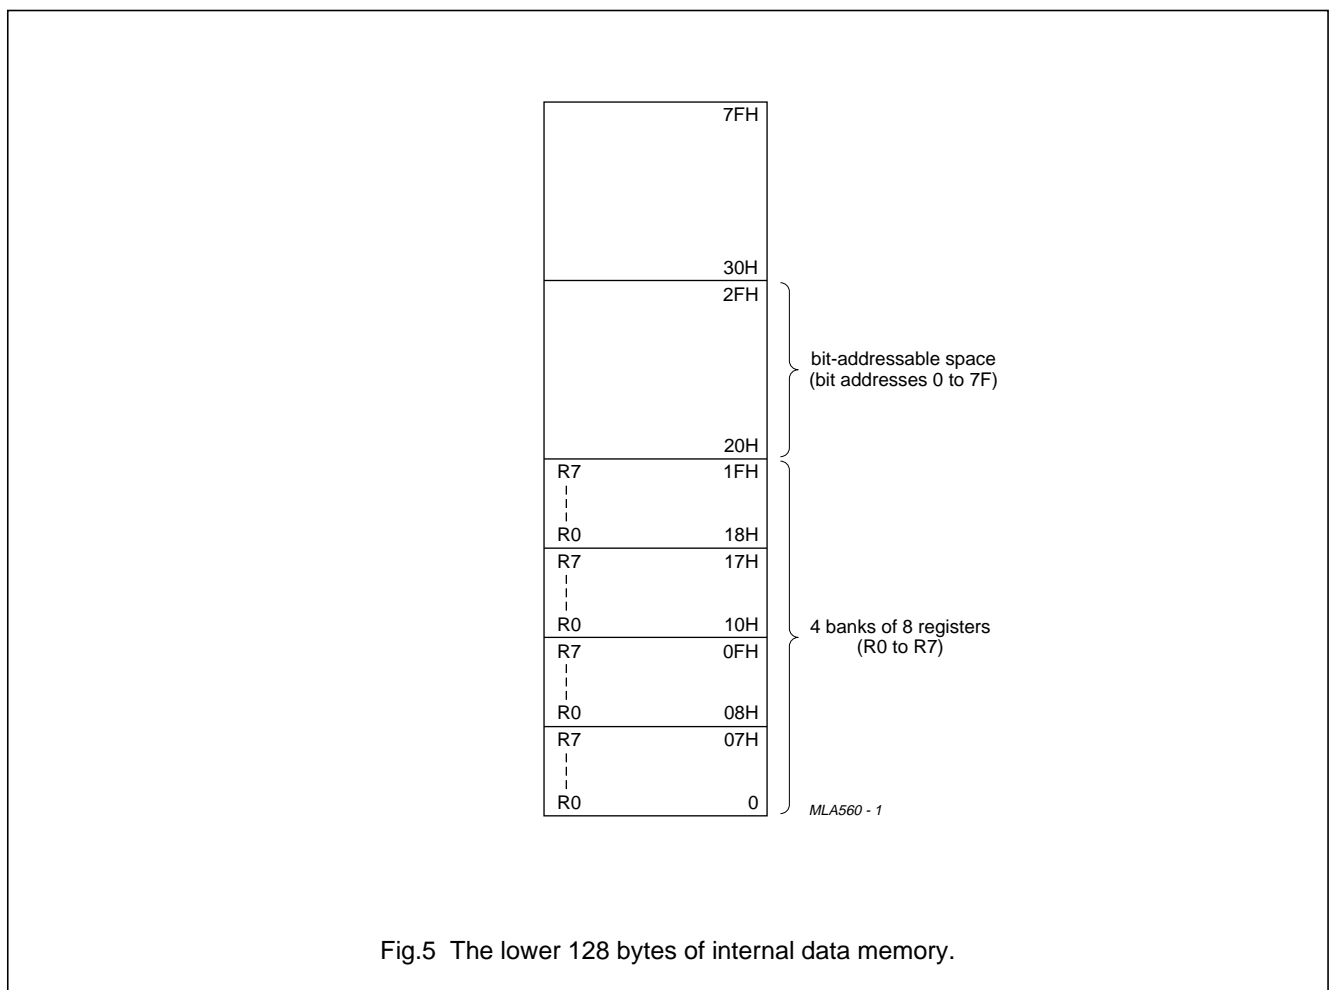 7FH
30H
2FH
bit-addressable space
(bit addresses 0 to 7F)
20H
R7 1FH
R0 18H
R7 17H
R0 10H
4 banks of 8 registers
(R0 to R7)
R7 0FH
R0 08H
R7 07H
R0 0
MLA560 - 1
Fig.5 The lower 128 bytes of internal data memory.